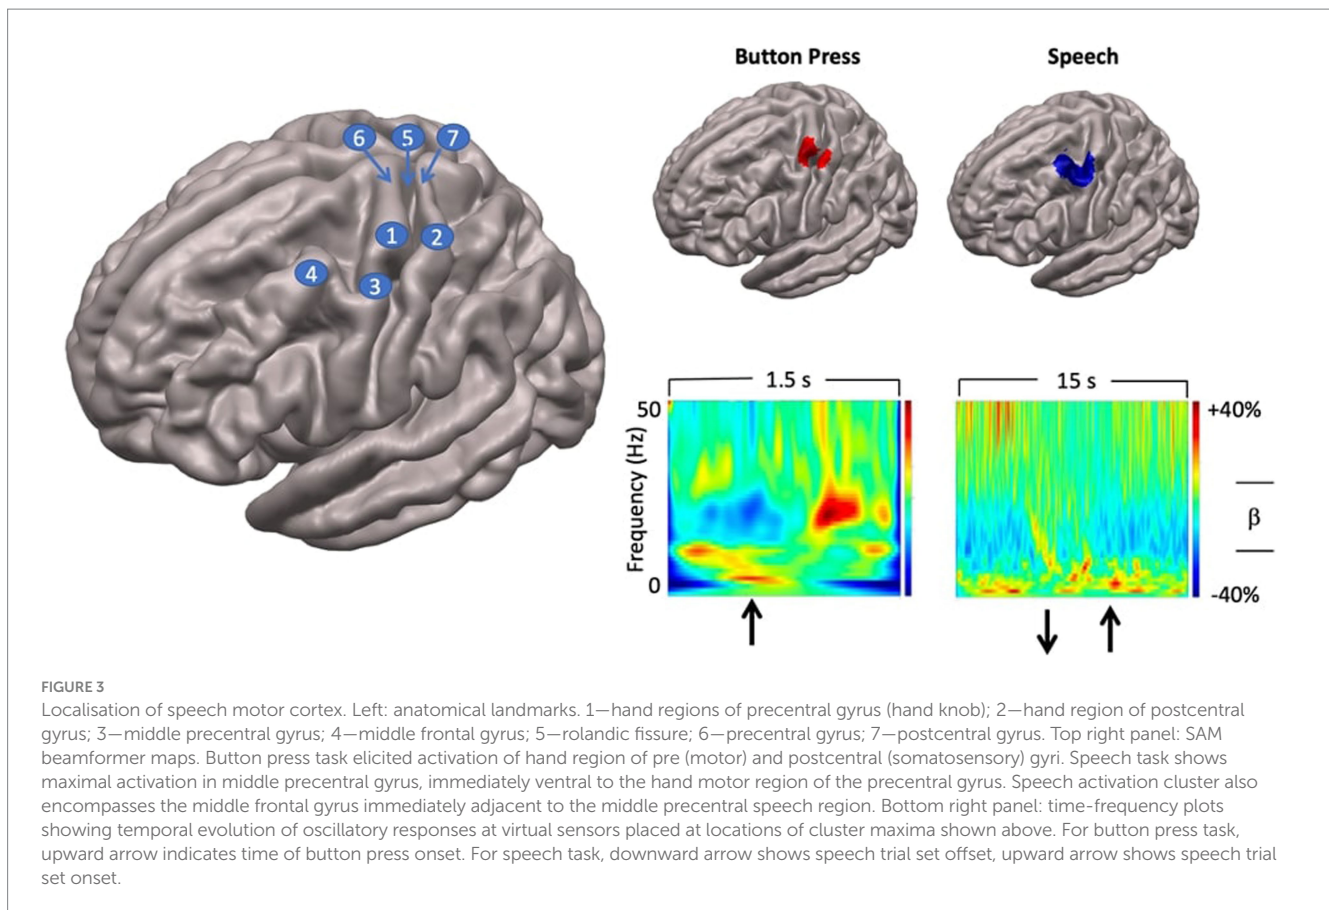 6 5 7
1 2
4
3
Button Press
Speech
1.5 s
15 s
50
Frequency (Hz)
0
+40%
β
-40%
FIGURE 3
Localisation of speech motor cortex. Left: anatomical landmarks. 1—hand regions of precentral gyrus (hand knob); 2—hand region of postcentral
gyrus; 3—middle precentral gyrus; 4—middle frontal gyrus; 5—rolandic fissure; 6—precentral gyrus; 7—postcentral gyrus. Top right panel: SAM
beamformer maps. Button press task elicited activation of hand region of pre (motor) and postcentral (somatosensory) gyri. Speech task shows
maximal activation in middle precentral gyrus, immediately ventral to the hand motor region of the precentral gyrus. Speech activation cluster also
encompasses the middle frontal gyrus immediately adjacent to the middle precentral speech region. Bottom right panel: time-frequency plots
showing temporal evolution of oscillatory responses at virtual sensors placed at locations of cluster maxima shown above. For button press task,
upward arrow indicates time of button press onset. For speech task, downward arrow shows speech trial set offset, upward arrow shows speech trial
set onset.